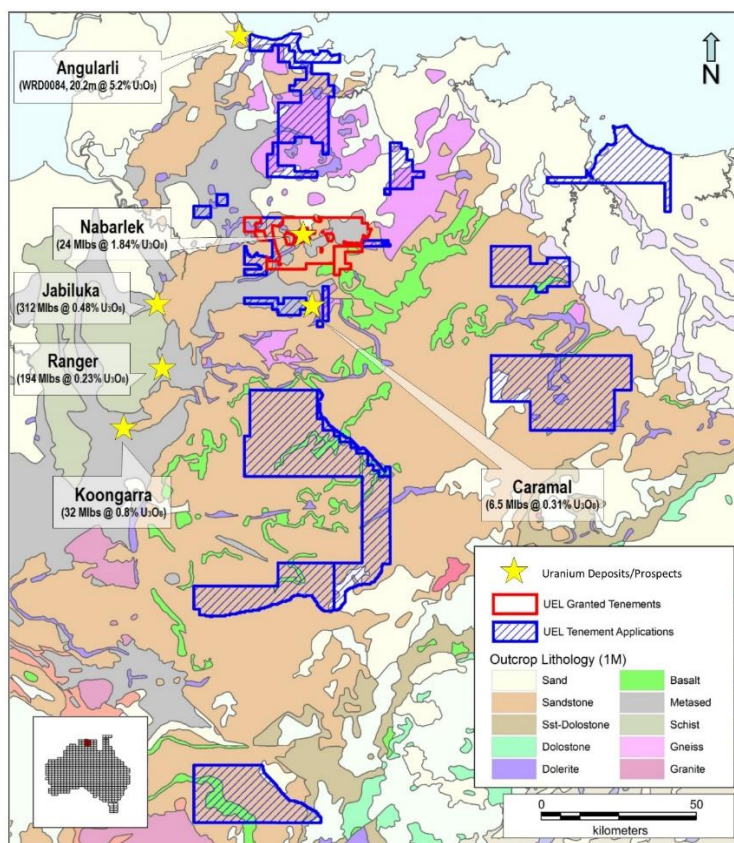 Angularli
(WRD0084, 20.2m @ 5.2% U₃O₈)
N
Nabarlek
(24 Mlbs @ 1.84% U₃O₈)
Jabiluka
(312 Mlbs @ 0.48% U₃O₈)
Ranger
(194 Mlbs @ 0.23% U₃O₈)
Koongarra
(32 Mlbs @ 0.8% U₃O₈)
Caramal
(6.5 Mlbs @ 0.31% U₃O₈)
Uranium Deposits/Prospects
UEL Granted Tenements
UEL Tenement Applications
Outcrop Lithology (1M)
Sand
Sandstone
Sst-Dolostone
Dolostone
Dolerite
Basalt
Metased
Schist
Gneiss
Granite
0 50
kilometers